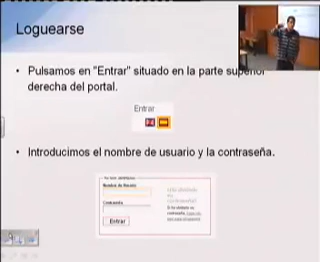 Loguearse
• Pulsamos en "Entrar" situado en la parte superior
derecha del portal.
Entrar
• Introducimos el nombre de usuario y la contraseña.
Nombre de usuario
Contraseña
Entrar